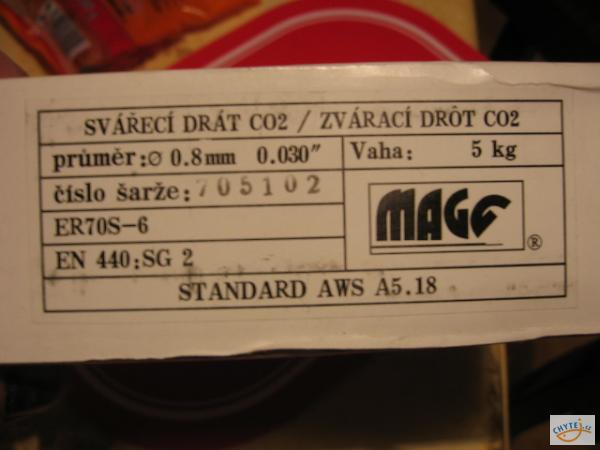 SVÁŘECÍ DRÁT CO2 / ZVÁRACÍ DRÔT CO2
průměr:∅ 0.8mm 0.030″ Vaha: 5 kg
číslo šarže: 705102
MAGG ®
ER70S-6
EN 440:SG 2
STANDARD AWS A5.18
CHYTEJ.cz